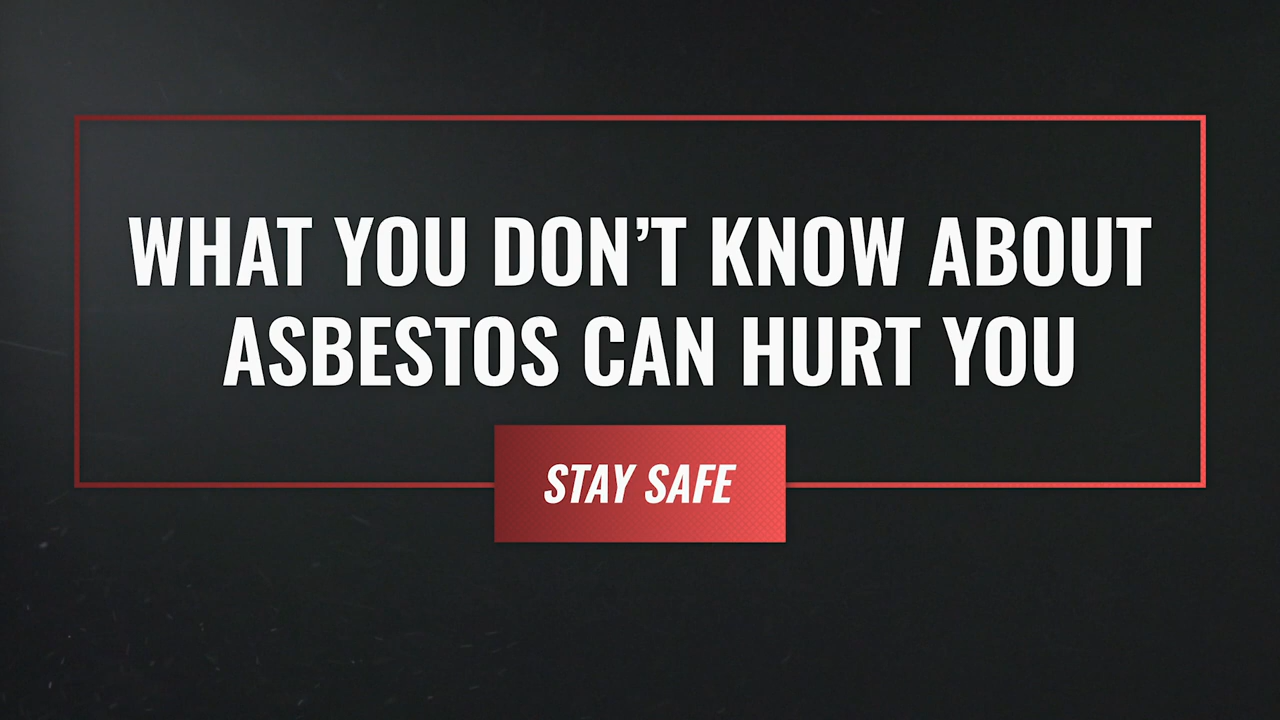 WHAT YOU DON’T KNOW ABOUT
ASBESTOS CAN HURT YOU
STAY SAFE